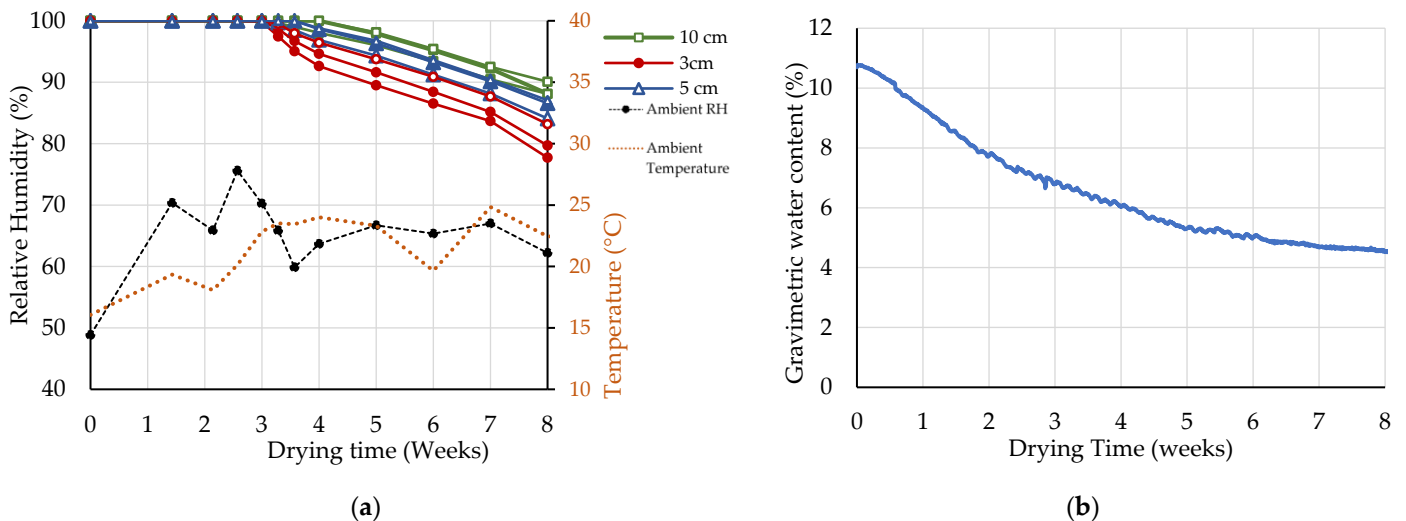 100
90
80
70
60
50
40
Relative Humidity (%)
40
35
30
25
20
15
10
Temperature (°C)
0 1 2 3 4 5 6 7 8
Drying time (Weeks)
10 cm
3cm
5 cm
Ambient RH
Ambient
Temperature
(a)
12
10
8
6
4
2
0
Gravimetric water content (%)
0 1 2 3 4 5 6 7 8
Drying Time (weeks)
(b)